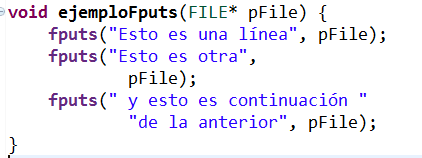 void ejemploFputs(FILE* pFile) {
    fputs("Esto es una línea", pFile);
    fputs("Esto es otra",
            pFile);
    fputs(" y esto es continuación "
            "de la anterior", pFile);
}